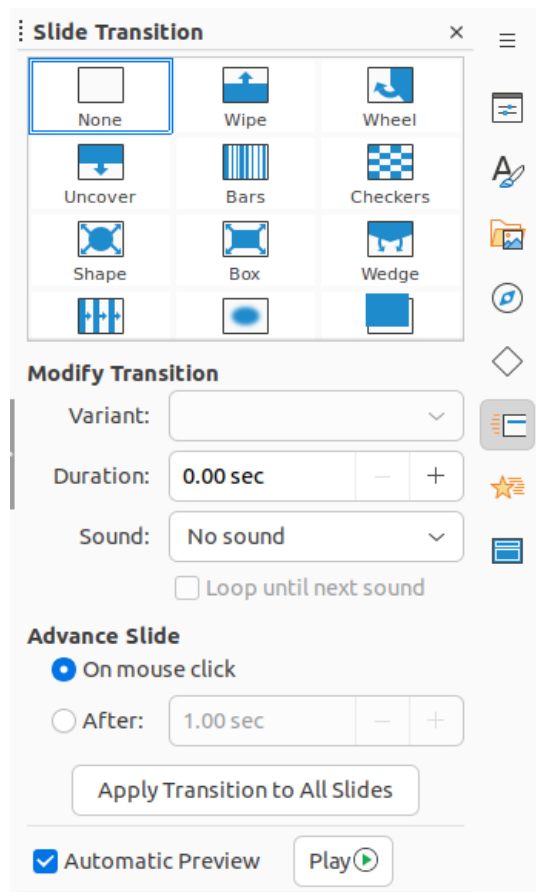 Slide Transition
None Wipe Wheel
Uncover Bars Checkers
Shape Box Wedge
Modify Transition
Variant:
Duration: 0.00 sec
Sound: No sound
Loop until next sound
Advance Slide
On mouse click
After: 1.00 sec
Apply Transition to All Slides
Automatic Preview Play